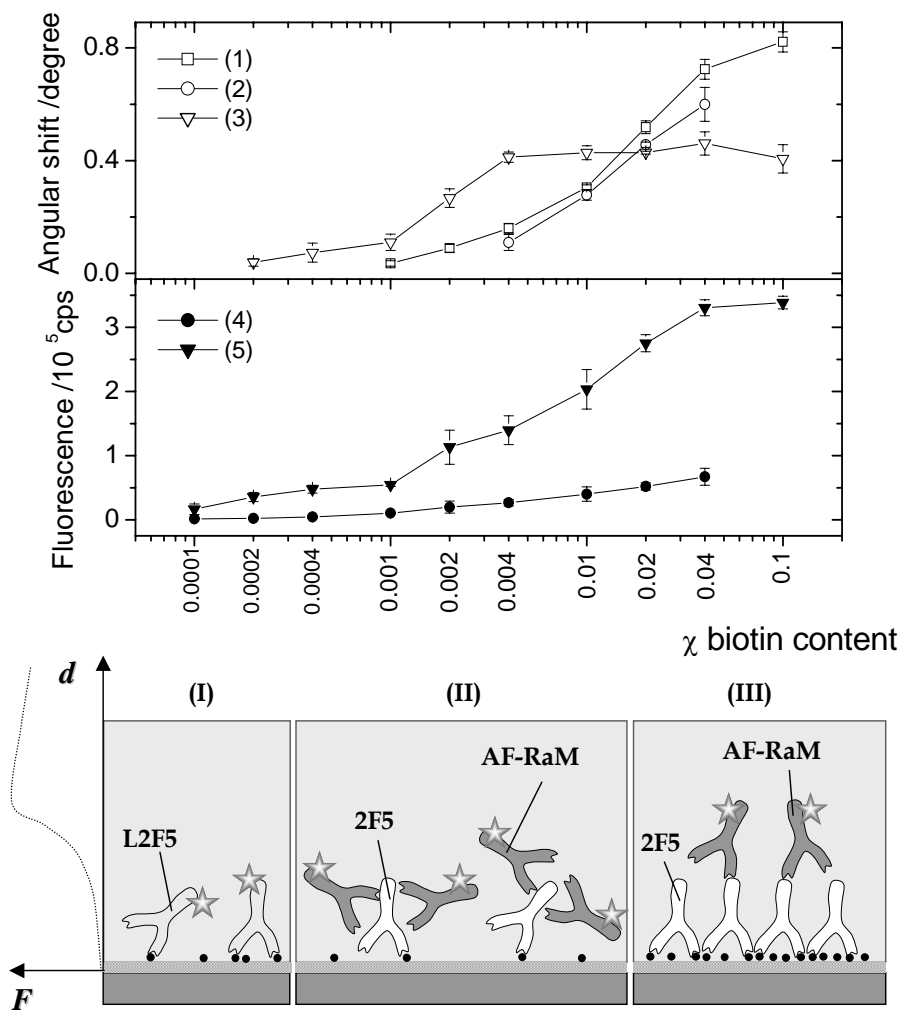 Angular shift /degree
0.8
0.4
0.0
(1)
(2)
(3)
Fluorescence /10 ⁵cps
3
2
1
0
(4)
(5)
0.0001
0.0002
0.0004
0.001
0.002
0.004
0.01
0.02
0.04
0.1
χ biotin content
d
F
(I)
L2F5
(II)
2F5
AF-RaM
(III)
AF-RaM
2F5